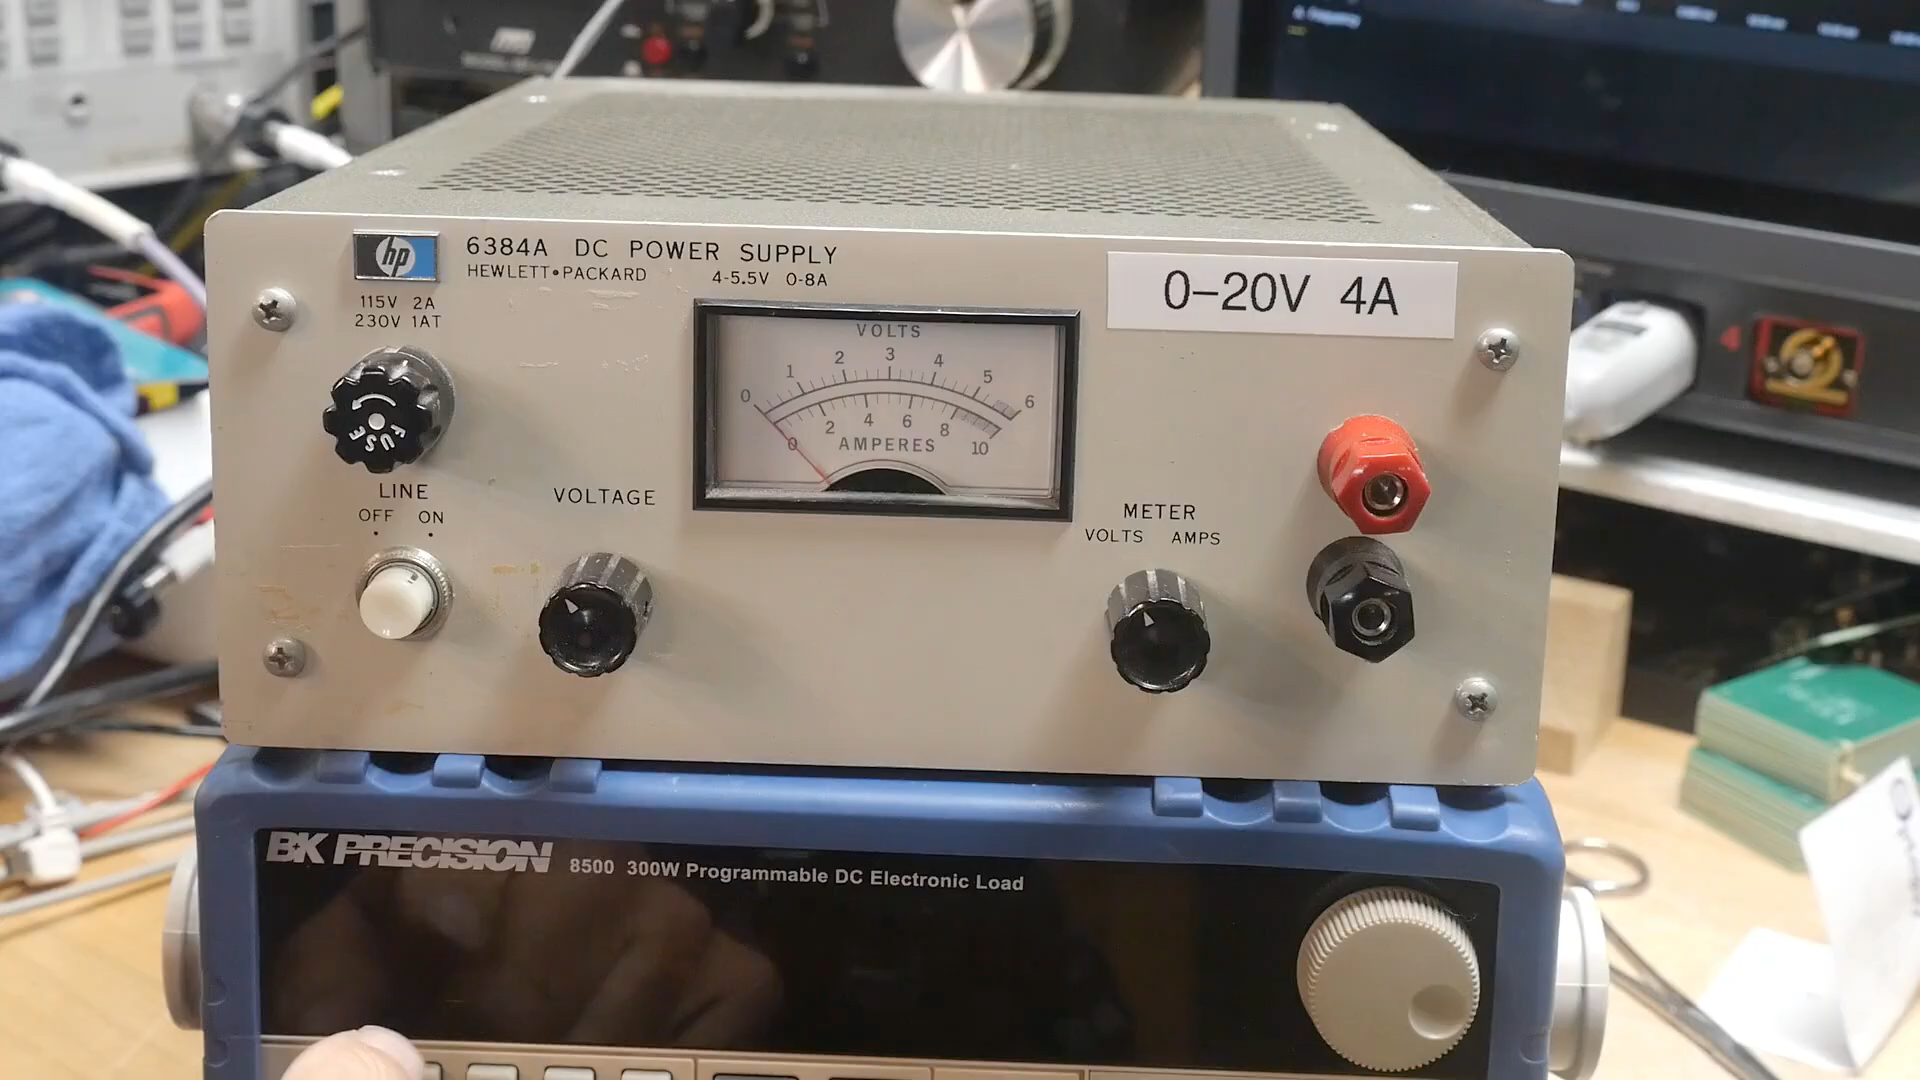 hp
6384A DC POWER SUPPLY
HEWLETT•PACKARD 4-5.5V 0-8A
115V 2A
230V 1AT
0-20V 4A
FUSE
VOLTS
0 1 2 3 4 5 6
0 2 4 6 8 10
AMPERES
LINE
OFF ON
VOLTAGE
METER
VOLTS AMPS
BK PRECISION 8500 300W Programmable DC Electronic Load